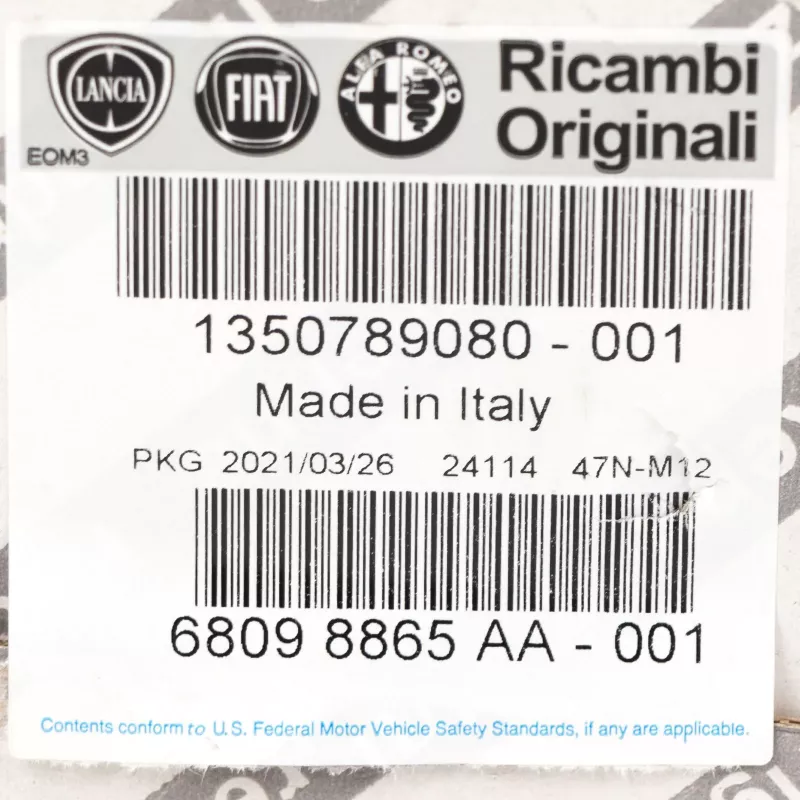 LANCIA
FIAT
ALFA ROMEO
Ricambi
Originali
EOM3
1350789080 - 001
Made in Italy
PKG 2021/03/26 24114 47N-M12
6809 8865 AA - 001
Contents conform to U.S. Federal Motor Vehicle Safety Standards, if any are applicable.